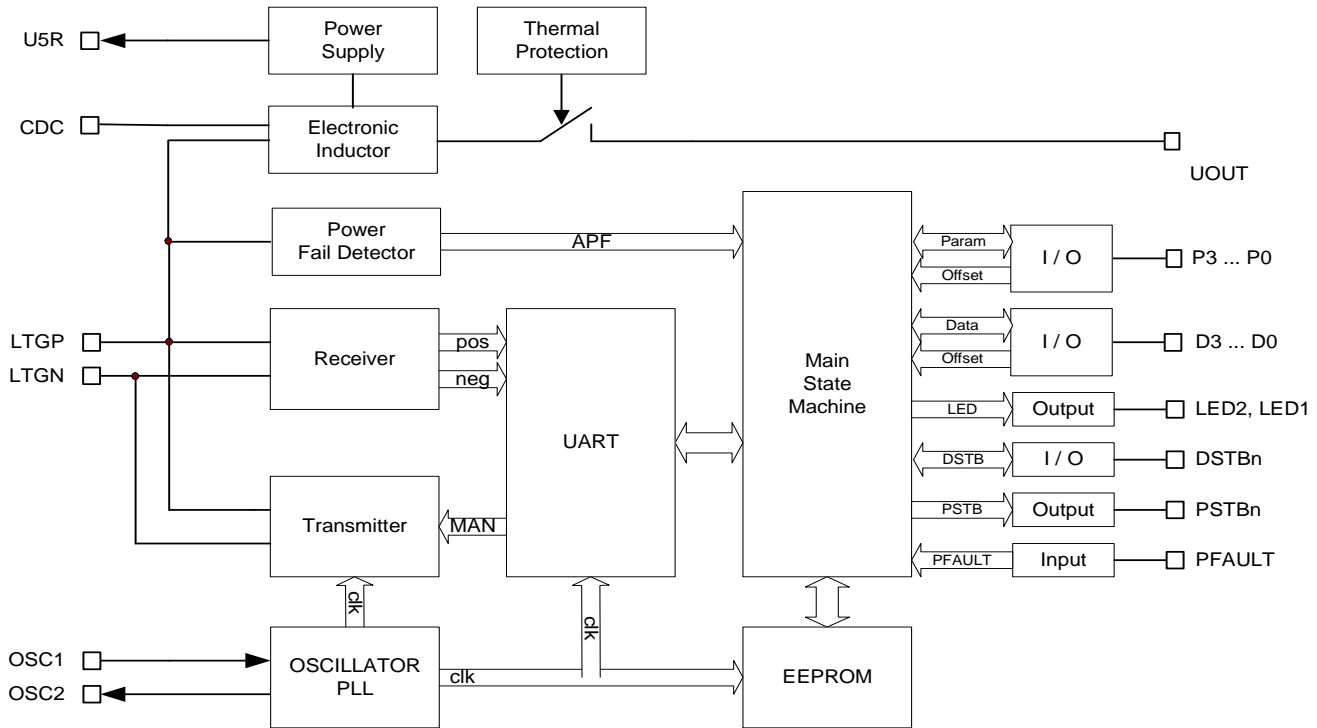 U5R
Power
Supply
Thermal
Protection
CDC
Electronic
Inductor
UOUT
Power
Fail Detector
APF
Param
Offset
I / O
P3 ... P0
LTGP
LTGN
Receiver
pos
neg
UART
Main
State
Machine
Data
Offset
I / O
D3 ... D0
LED
Output
LED2, LED1
DSTB
I / O
DSTBn
Transmitter
MAN
PSTB
Output
PSTBn
PFAULT
Input
PFAULT
clk
clk
OSC1
OSC2
OSCILLATOR
PLL
clk
EEPROM